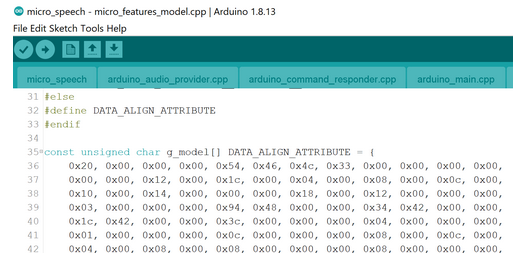 micro_speech - micro_features_model.cpp | Arduino 1.8.13
File Edit Sketch Tools Help
micro_speech arduino_audio_provider.cpp arduino_command_responder.cpp arduino_main.cpp
31 #else
32 #define DATA_ALIGN_ATTRIBUTE
33 #endif
34
35 const unsigned char g_model[] DATA_ALIGN_ATTRIBUTE = {
36 0x20, 0x00, 0x00, 0x00, 0x54, 0x46, 0x4c, 0x33, 0x00, 0x00, 0x00, 0x00,
37 0x00, 0x00, 0x12, 0x00, 0x1c, 0x00, 0x04, 0x00, 0x08, 0x00, 0x0c, 0x00,
38 0x10, 0x00, 0x14, 0x00, 0x00, 0x00, 0x18, 0x00, 0x12, 0x00, 0x00, 0x00,
39 0x03, 0x00, 0x00, 0x00, 0x94, 0x48, 0x00, 0x00, 0x34, 0x42, 0x00, 0x00,
40 0x1c, 0x42, 0x00, 0x00, 0x3c, 0x00, 0x00, 0x00, 0x04, 0x00, 0x00, 0x00,
41 0x01, 0x00, 0x00, 0x00, 0x0c, 0x00, 0x00, 0x00, 0x08, 0x00, 0x0c, 0x00,
42 0x04, 0x00, 0x08, 0x00, 0x08, 0x00, 0x00, 0x00, 0x08, 0x00, 0x00, 0x00,